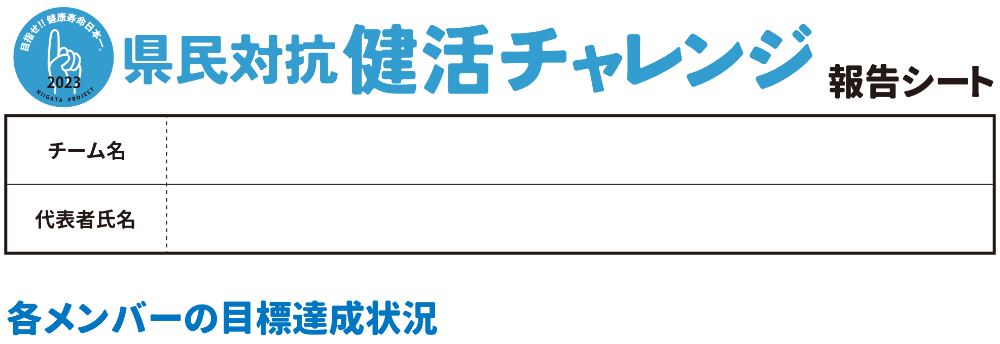 目指せ!! 健康寿命日本一。
2023
NIIGATA PROJECT
県民対抗 健活チャレンジ 報告シート
チーム名
代表者氏名
各メンバーの目標達成状況